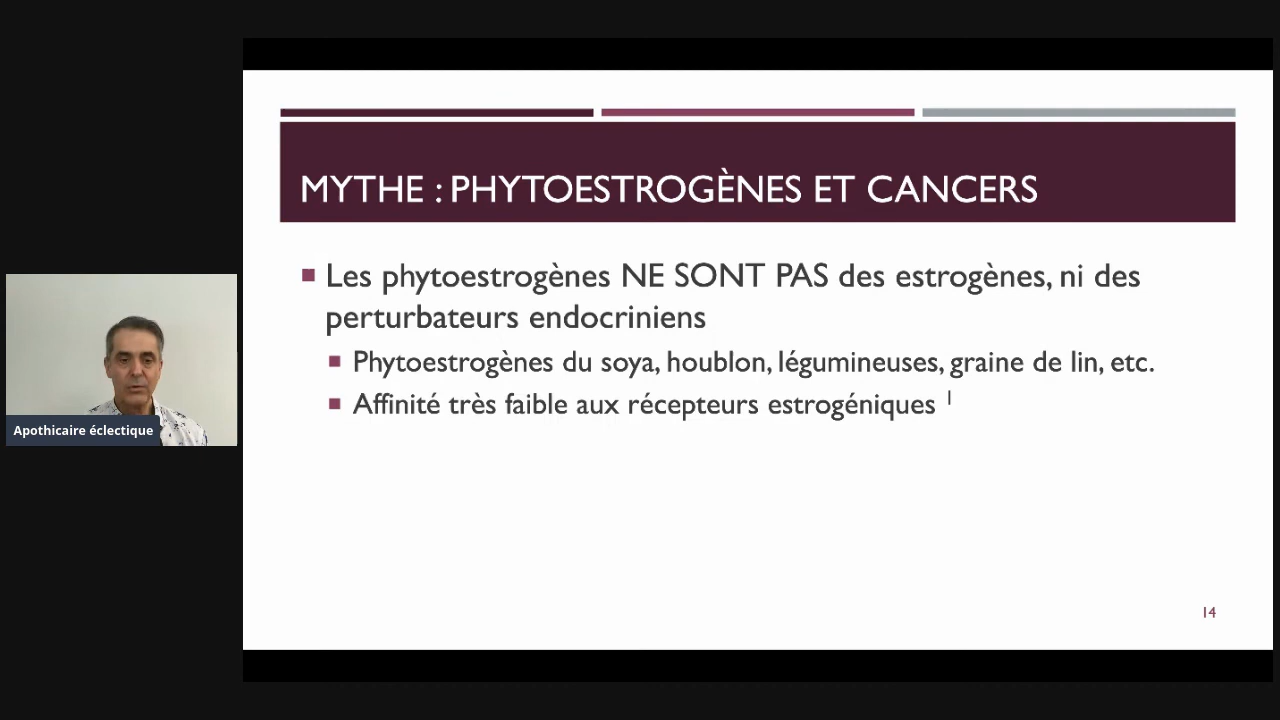 MYTHE : PHYTOESTROGÈNES ET CANCERS
Les phytoestrogènes NE SONT PAS des estrogènes, ni des
perturbateurs endocriniens
Phytoestrogènes du soya, houblon, légumineuses, graine de lin, etc.
Affinité très faible aux récepteurs estrogéniques 1
Apothicaire éclectique
14